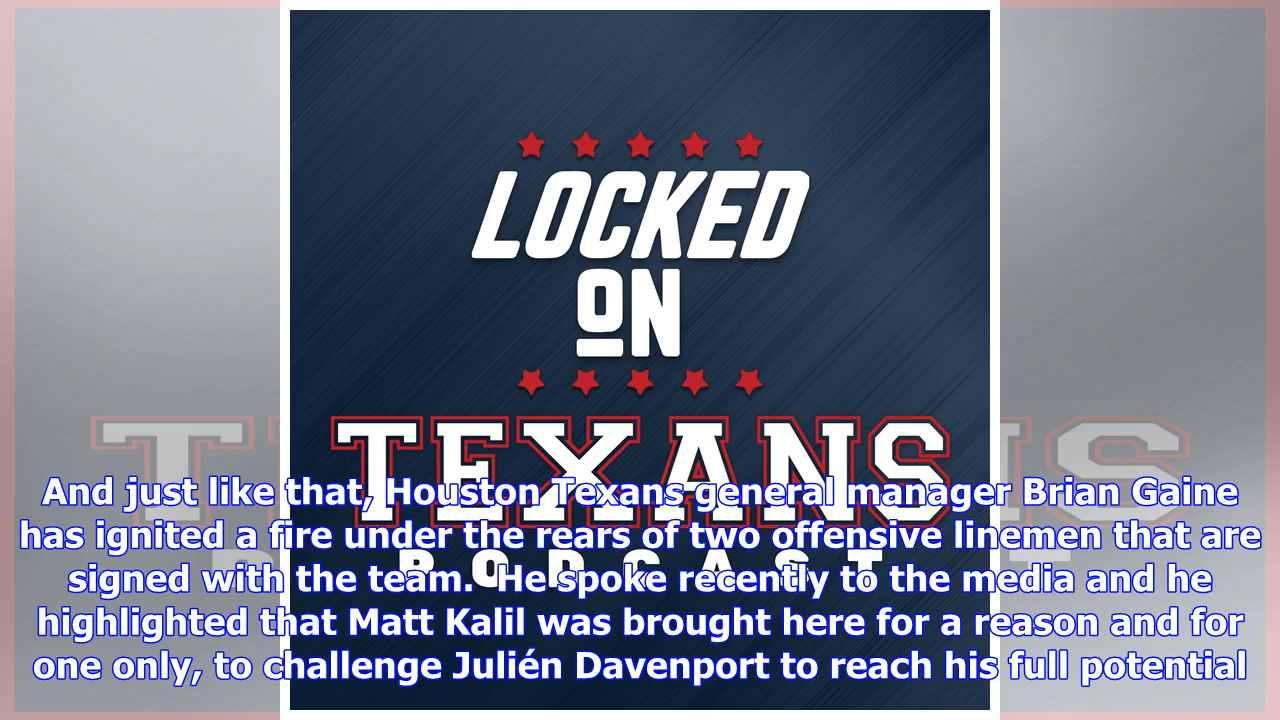 LOCKED
ON
TEXANS
PODCAST
And just like that, Houston Texans general manager Brian Gaine
has ignited a fire under the rears of two offensive linemen that are
signed with the team.  He spoke recently to the media and he
highlighted that Matt Kalil was brought here for a reason and for
one only, to challenge Julién Davenport to reach his full potential